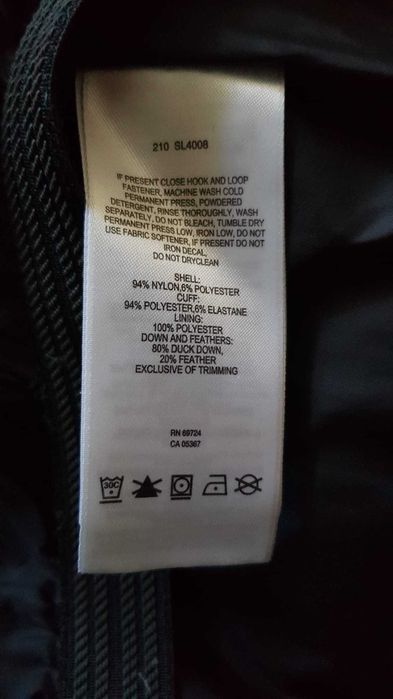 210 SL4008
IF PRESENT CLOSE HOOK AND LOOP
FASTENER, MACHINE WASH COLD
PERMANENT PRESS, POWDERED
DETERGENT, RINSE THOROUGHLY, WASH
SEPARATELY, DO NOT BLEACH, TUMBLE DRY
PERMANENT PRESS LOW, IRON LOW, DO NOT
USE FABRIC SOFTENER, IF PRESENT DO NOT
IRON DECAL,
DO NOT DRYCLEAN
SHELL:
94% NYLON,6% POLYESTER
CUFF:
94% POLYESTER,6% ELASTANE
LINING:
100% POLYESTER
DOWN AND FEATHERS:
80% DUCK DOWN,
20% FEATHER
EXCLUSIVE OF TRIMMING
RN 69724
CA 05367
30C